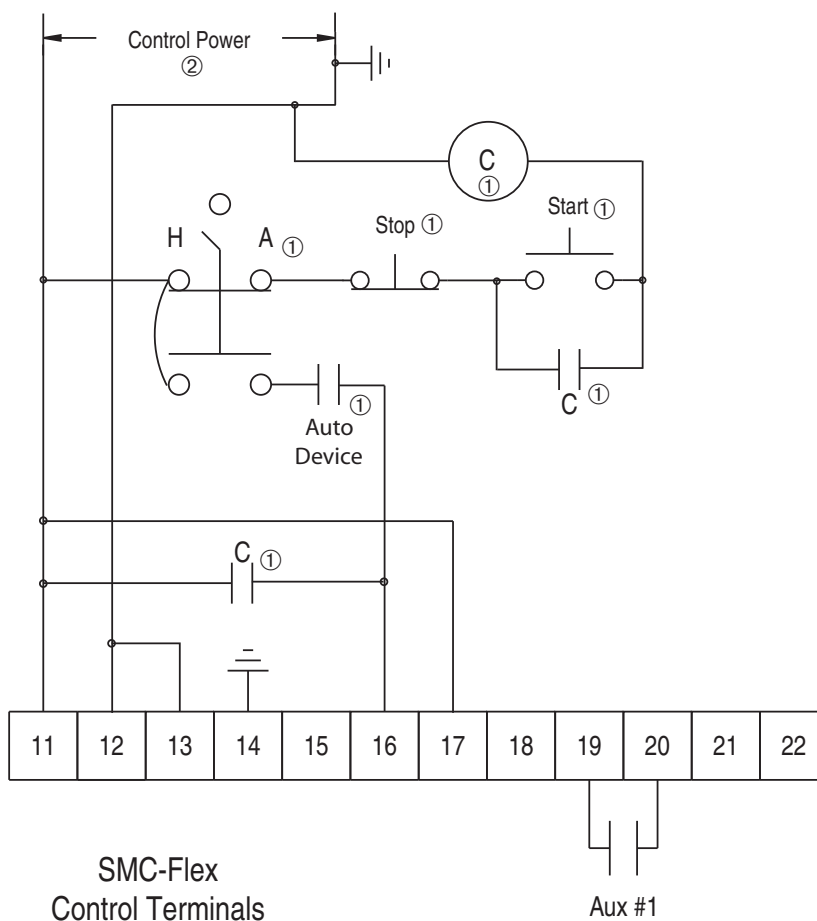 Control Power
②
C
①
H
A ①
Stop ①
Start ①
C ①
①
Auto
Device
C ①
11 12 13 14 15 16 17 18 19 20 21 22
SMC-Flex
Control Terminals
Aux #1